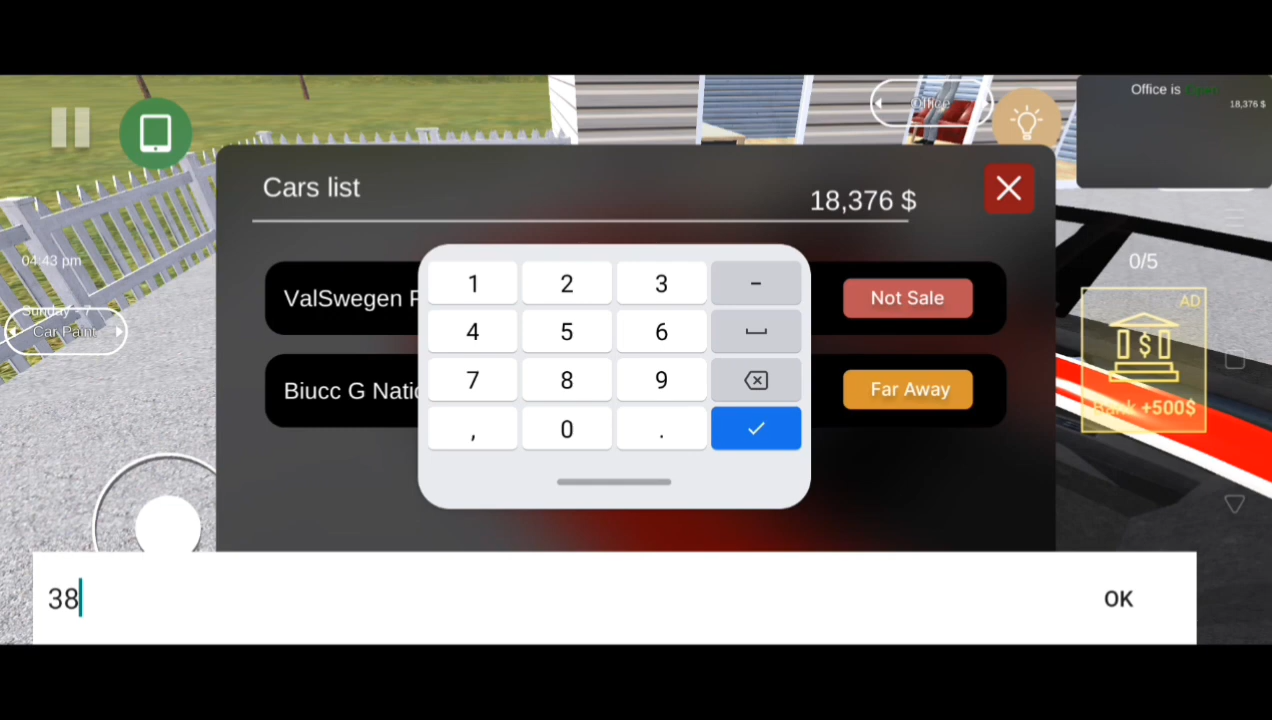 Office is Open
18,376 $
Office
Cars list
18,376 $
04:43 pm
Sunday - 7
Car Paint
0/5
AD
$
Bank +500$
ValSwegen
Not Sale
Biucc G
Far Away
1 2 3 -
4 5 6
7 8 9
, 0 .
38
OK